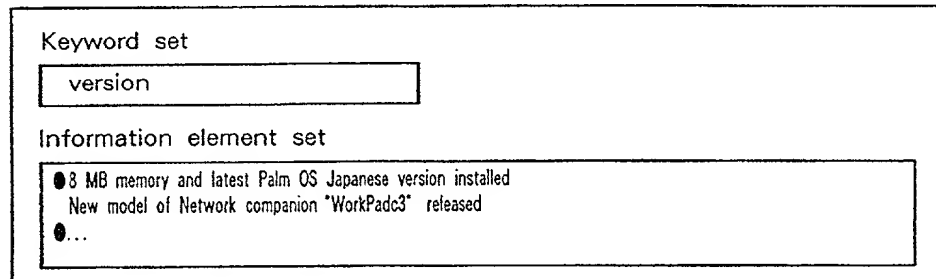 Keyword set
version
Information element set
●8 MB memory and latest Palm OS Japanese version installed
New model of Network companion "WorkPadc3" released
●...